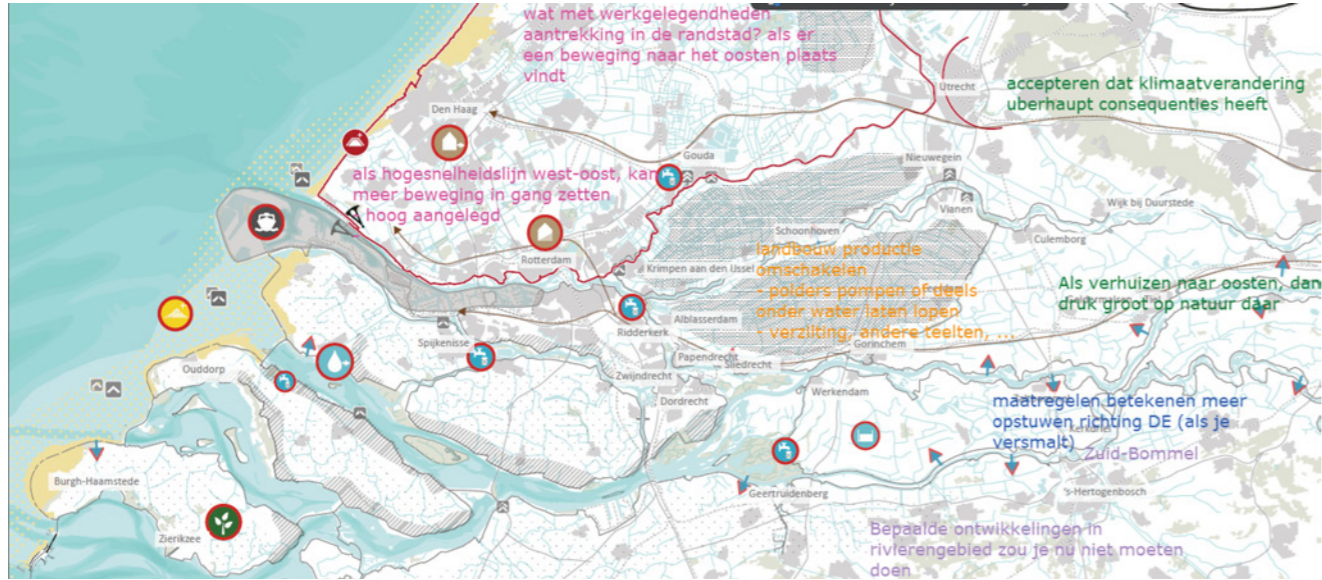 wat met werkgelegendheden
aantrekking in de randstad? als er
een beweging naar het oosten plaats
vindt
Utrecht
accepteren dat klimaatverandering
uberhaupt consequenties heeft
Den Haag
Gouda
Nieuwegein
als hogesnelheidslijn west-oost, kan
meer beweging in gang zetten
hoog aangelegd
Vianen
Wijk bij Duurstede
Schoonhoven
Culemborg
Rotterdam
Krimpen aan den IJssel
landbouw productie
omschakelen
- polders pompen of deels
onder water laten lopen
- verzilting, andere teelten, ...
Als verhuizen naar oosten, dan
druk groot op natuur daar
Alblasserdam
Ridderkerk
Spijkenisse
Gorinchem
Papendrecht
Sliedrecht
Ouddorp
Zwijndrecht
Werkendam
Dordrecht
maatregelen betekenen meer
opstuwen richting DE (als je
versmalt)
Zuid-Bommel
Burgh-Haamstede
Geertruidenberg
's-Hertogenbosch
Zierikzee
Bepaalde ontwikkelingen in
rivierengebied zou je nu niet moeten
doen